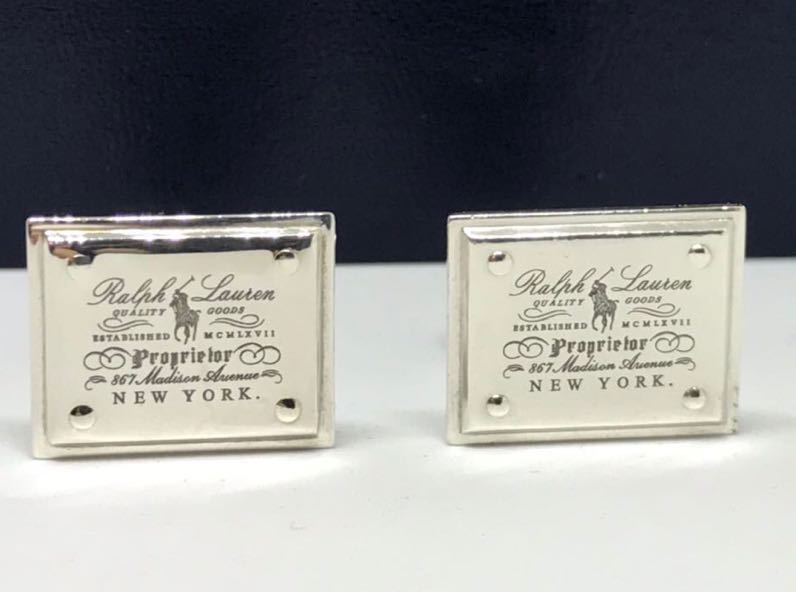 Ralph Lauren
QUALITY GOODS
ESTABLISHED MCMLXVII
Proprietor
867 Madison Avenue
NEW YORK.
Ralph Lauren
QUALITY GOODS
ESTABLISHED MCMLXVII
Proprietor
867 Madison Avenue
NEW YORK.